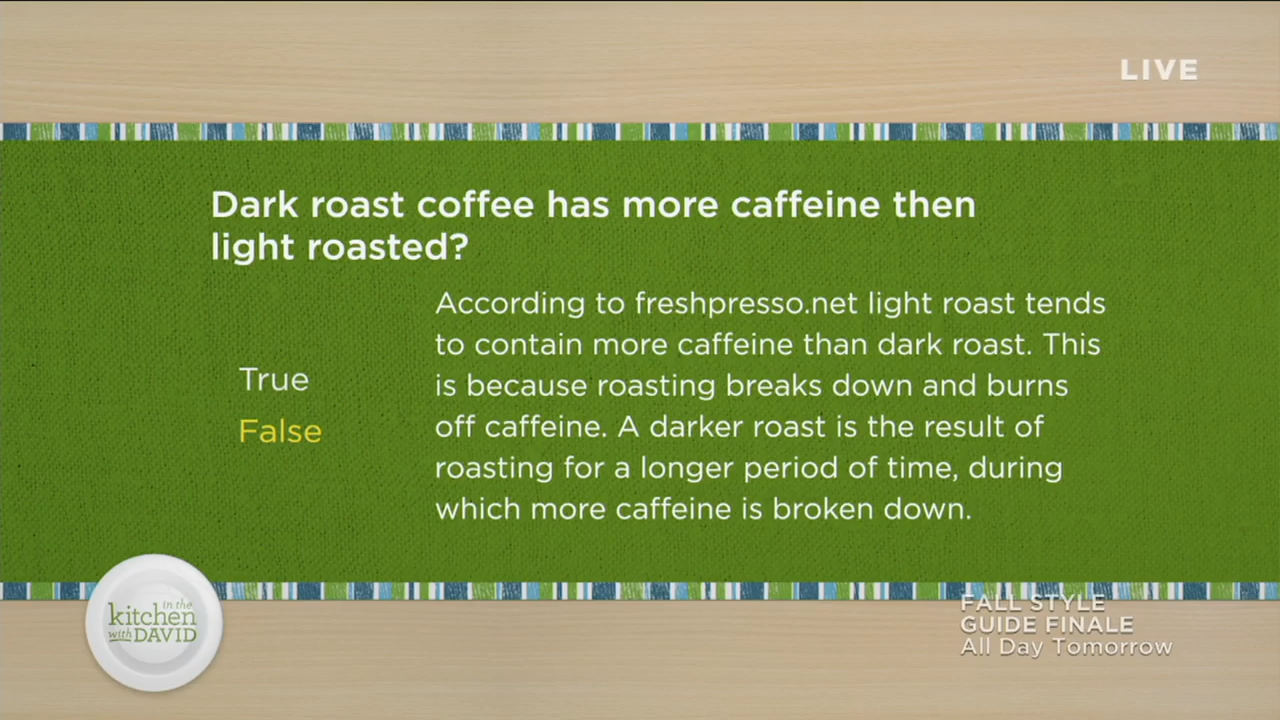 LIVE
Dark roast coffee has more caffeine then
light roasted?
According to freshpresso.net light roast tends
to contain more caffeine than dark roast. This
is because roasting breaks down and burns
off caffeine. A darker roast is the result of
roasting for a longer period of time, during
which more caffeine is broken down.
True
False
in the
kitchen
with DAVID
FALL STYLE
GUIDE FINALE
All Day Tomorrow